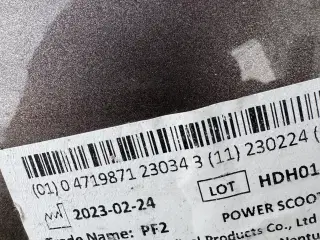 (01) 0 4719871 23034 3 (11) 230224 (
2023-02-24 LOT HDH01
POWER SCOOT
Trade Name: PF2
Products Co., Ltd